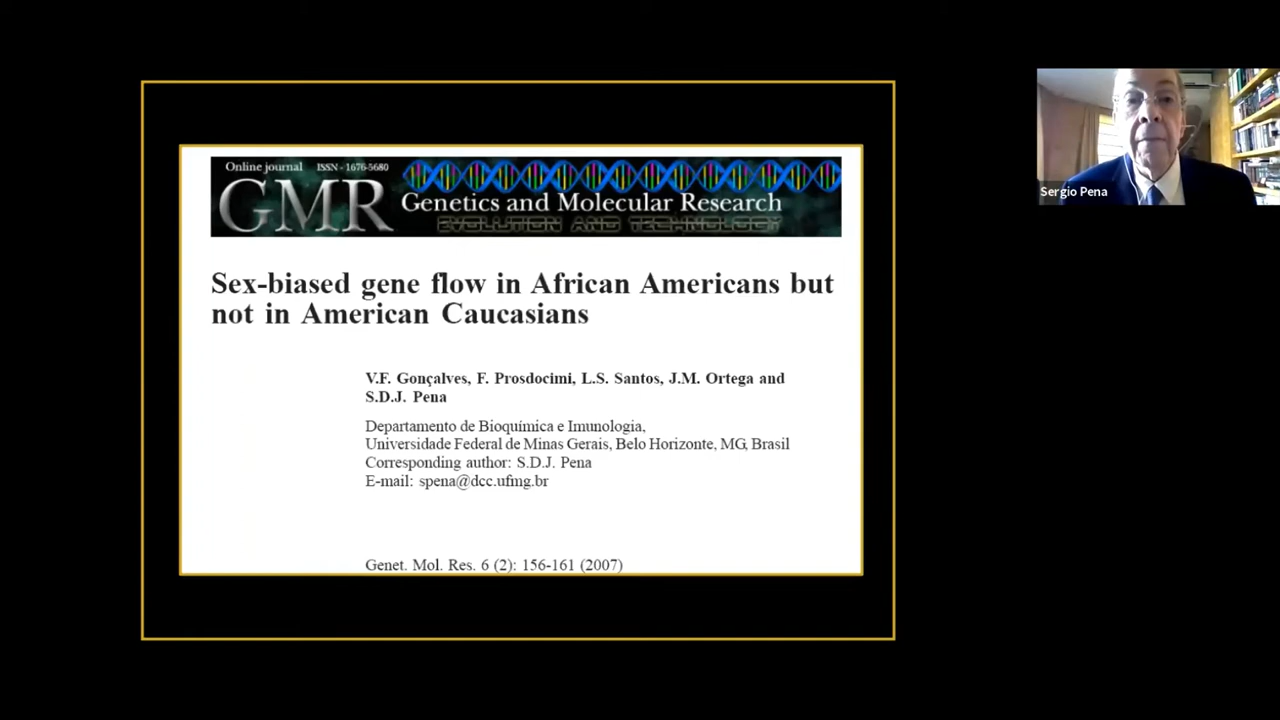 Online journal ISSN - 1676-5680
GMR
Genetics and Molecular Research
EVOLUTION AND TECHNOLOGY
Sex-biased gene flow in African Americans but
not in American Caucasians
V.F. Gonçalves, F. Prosdocimi, L.S. Santos, J.M. Ortega and
S.D.J. Pena
Departamento de Bioquímica e Imunologia,
Universidade Federal de Minas Gerais, Belo Horizonte, MG, Brasil
Corresponding author: S.D.J. Pena
E-mail: spena@dcc.ufmg.br
Genet. Mol. Res. 6 (2): 156-161 (2007)
Sergio Pena